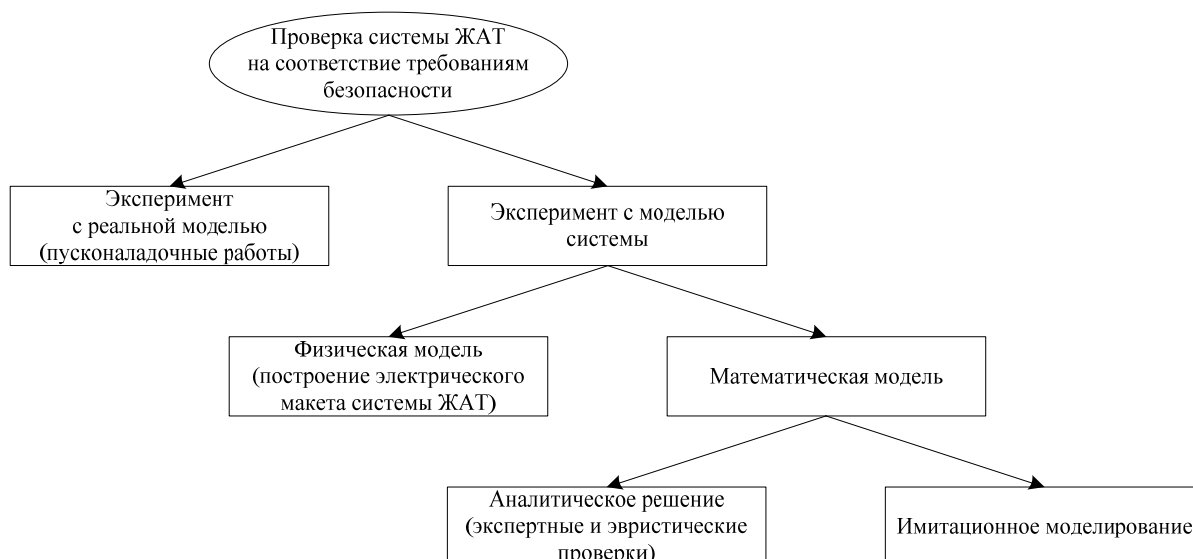 Проверка системы ЖАТ
на соответствие требованиям
безопасности
Эксперимент
с реальной моделью
(пусконаладочные работы)
Эксперимент с моделью
системы
Физическая модель
(построение электрического
макета системы ЖАТ)
Математическая модель
Аналитическое решение
(экспертные и эвристические
проверки)
Имитационное моделирование